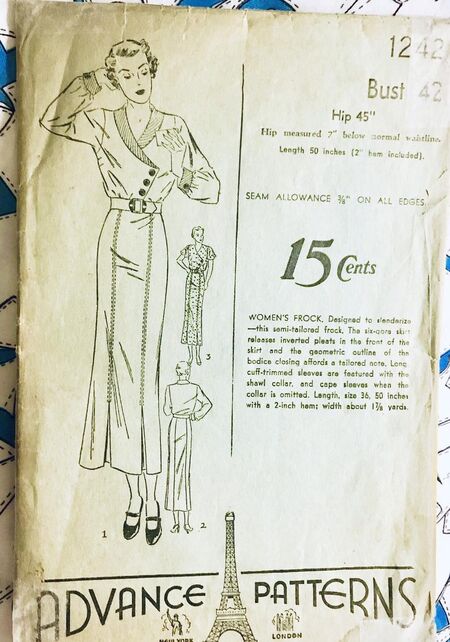 1242
Bust 42
Hip 45"
Hip measured 7" below normal waistline.
Length 50 inches (2" hem included).
SEAM ALLOWANCE ⅜" ON ALL EDGES
15 Cents
WOMEN'S FROCK. Designed to slenderize
—this semi-tailored frock. The six-gore skirt
releases inverted pleats in the front of the
skirt and the geometric outline of the
bodice closing affords a tailored note. Long
cuff-trimmed sleeves are featured with the
shawl collar, and cape sleeves when the
collar is omitted. Length, size 36, 50 inches
with a 2-inch hem; width about 1⅞ yards.
3
1
2
ADVANCE PATTERNS
NEW YORK
LONDON